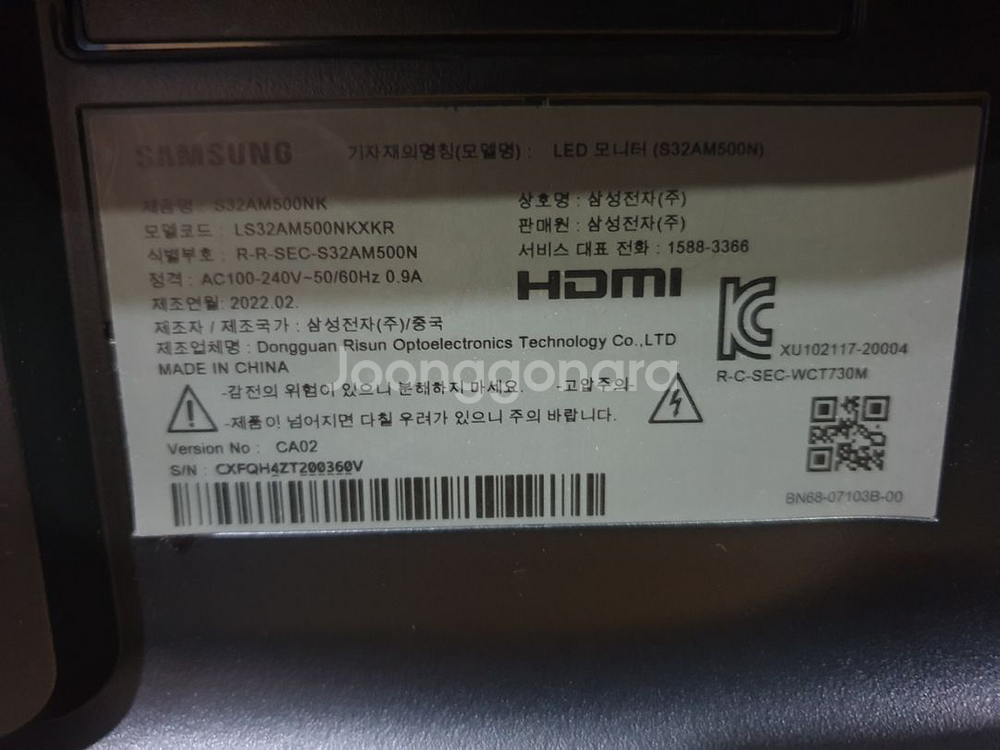 SAMSUNG
기자재의명칭(모델명) : LED 모니터 (S32AM500N)
제품명 : S32AM500NK
모델코드 : LS32AM500NKXKR
식별부호 : R-R-SEC-S32AM500N
정격 : AC100-240V~50/60Hz 0.9A
제조연월: 2022.02.
제조자 / 제조국가 : 삼성전자(주)/중국
제조업체명 : Dongguan Risun Optoelectronics Technology Co.,LTD
MADE IN CHINA
상호명 : 삼성전자(주)
판매원 : 삼성전자(주)
서비스 대표 전화 : 1588-3366
HDMI
XU102117-20004
R-C-SEC-WCT730M
Joonggonara
-감전의 위험이 있으니 분해하지 마세요. -고압주의-
-제품이 넘어지면 다칠 우려가 있으니 주의 바랍니다.
Version No : CA02
S/N : CXFQH4ZT200360V
BN68-07103B-00